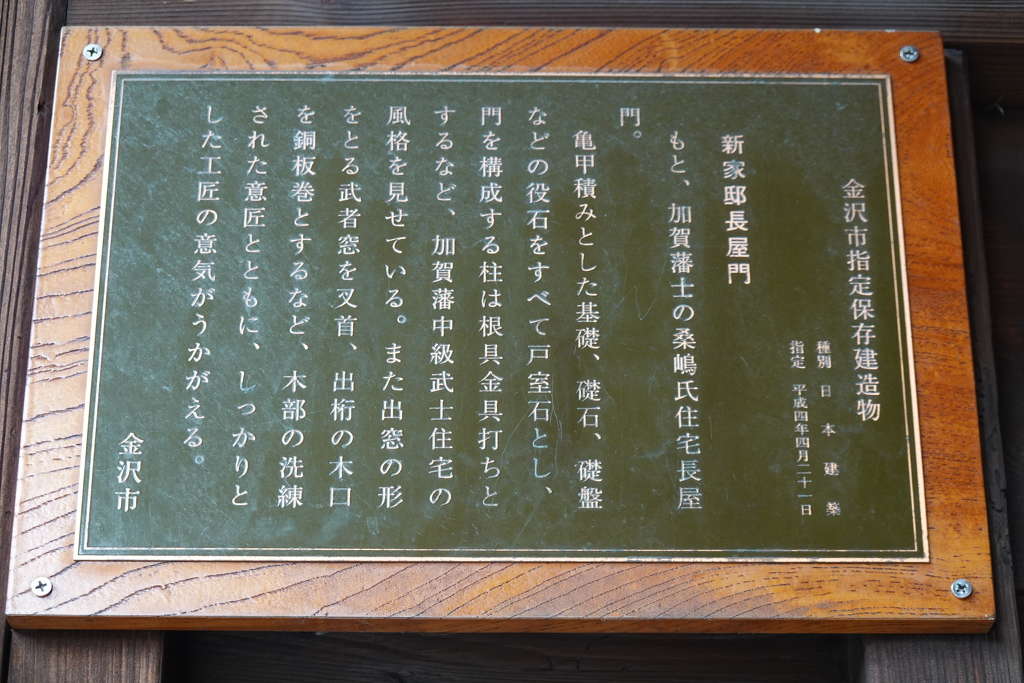 金沢市指定保存建造物
種別 日本建築
指定 平成四年四月二十一日
新家邸長屋門
もと、加賀藩士の桑嶋氏住宅長屋
門。
亀甲積みとした基礎、礎石、礎盤
などの役石をすべて戸室石とし、
門を構成する柱は根具金具打ちと
するなど、加賀藩中級武士住宅の
風格を見せている。また出窓の形
をとる武者窓を叉首、出桁の木口
を銅板巻とするなど、木部の洗練
された意匠とともに、しっかりと
した工匠の意気がうかがえる。
金沢市